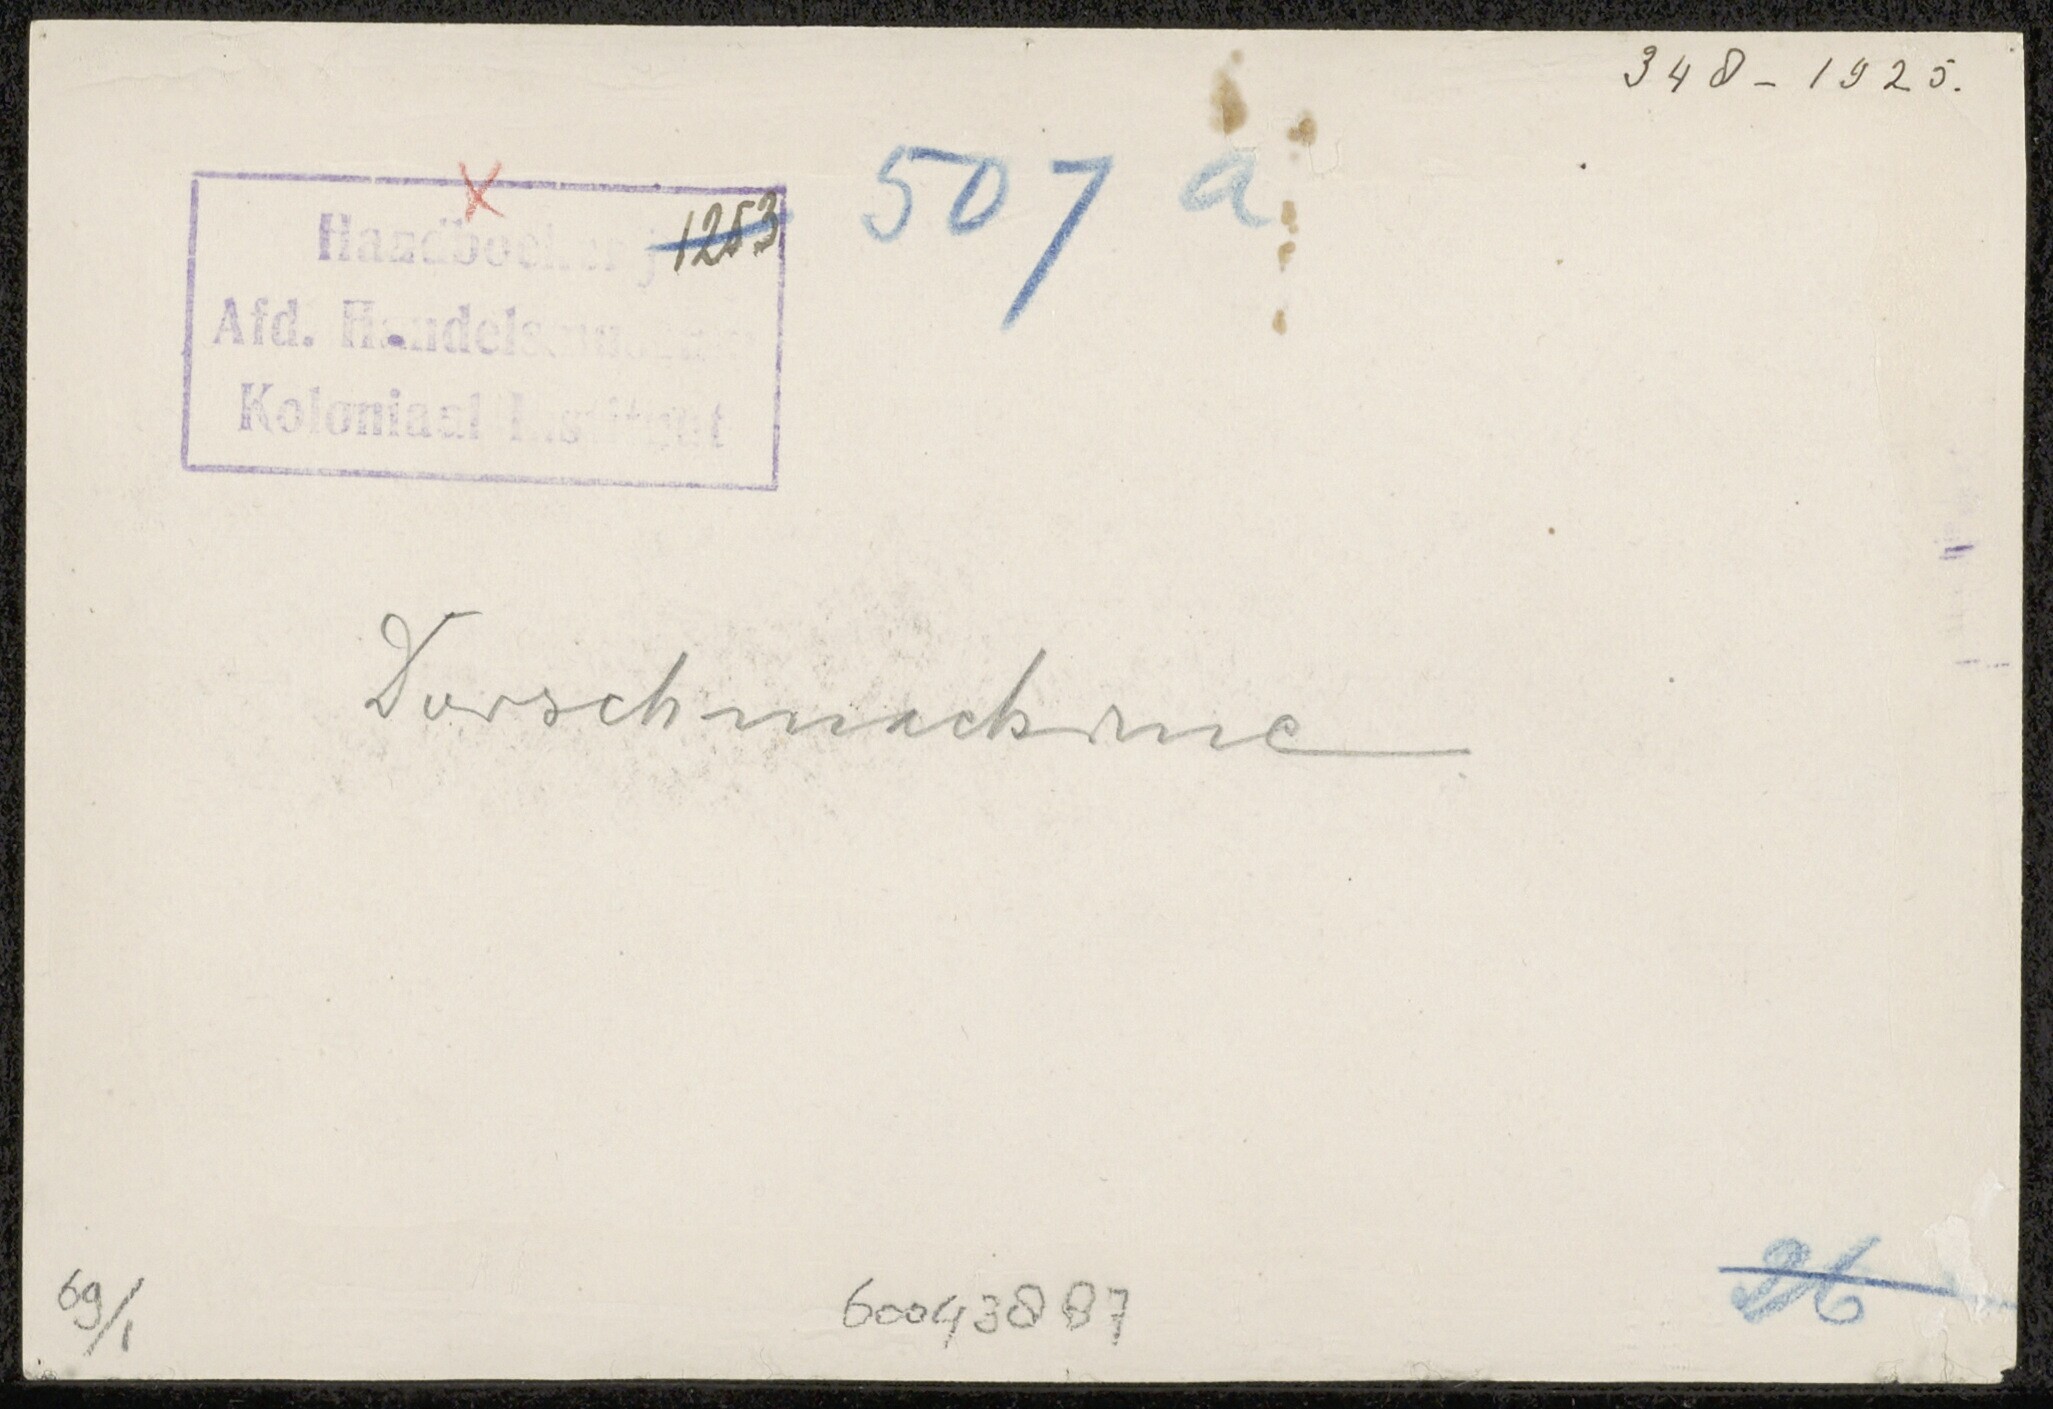 348-1925.
507 a
1253
Handboekerij
Afd. Handelsmuseum
Koloniaal Instituut
Dorschmachine
69/1
60043887
26